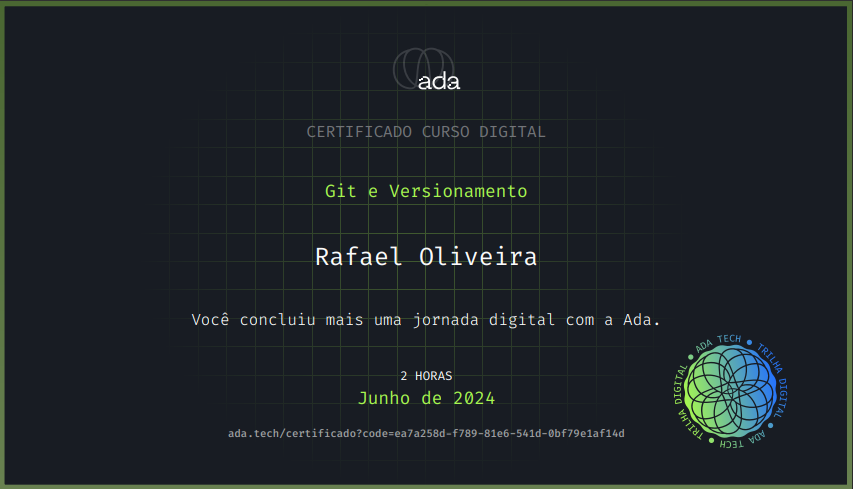 ada
CERTIFICADO CURSO DIGITAL
Git e Versionamento
Rafael Oliveira
Você concluiu mais uma jornada digital com a Ada.
2 HORAS
Junho de 2024
ada.tech/certificado?code=ea7a258d-f789-81e6-541d-0bf79e1af14d
ADA TECH • TRILHA DIGITAL • ADA TECH • TRILHA DIGITAL •